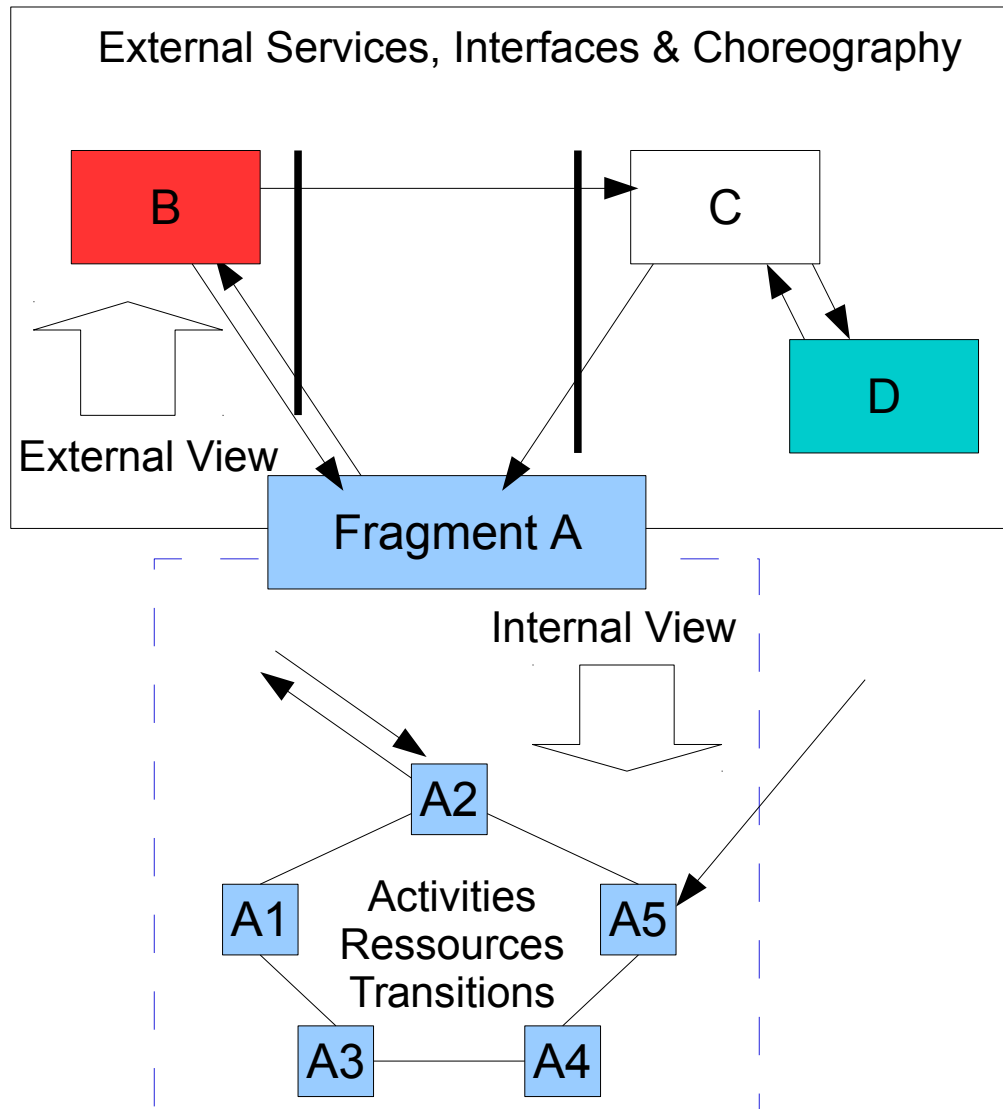 External Services, Interfaces & Choreography
B
C
D
External View
Fragment A
Internal View
A2
A1
Activities
Ressources
Transitions
A5
A3
A4